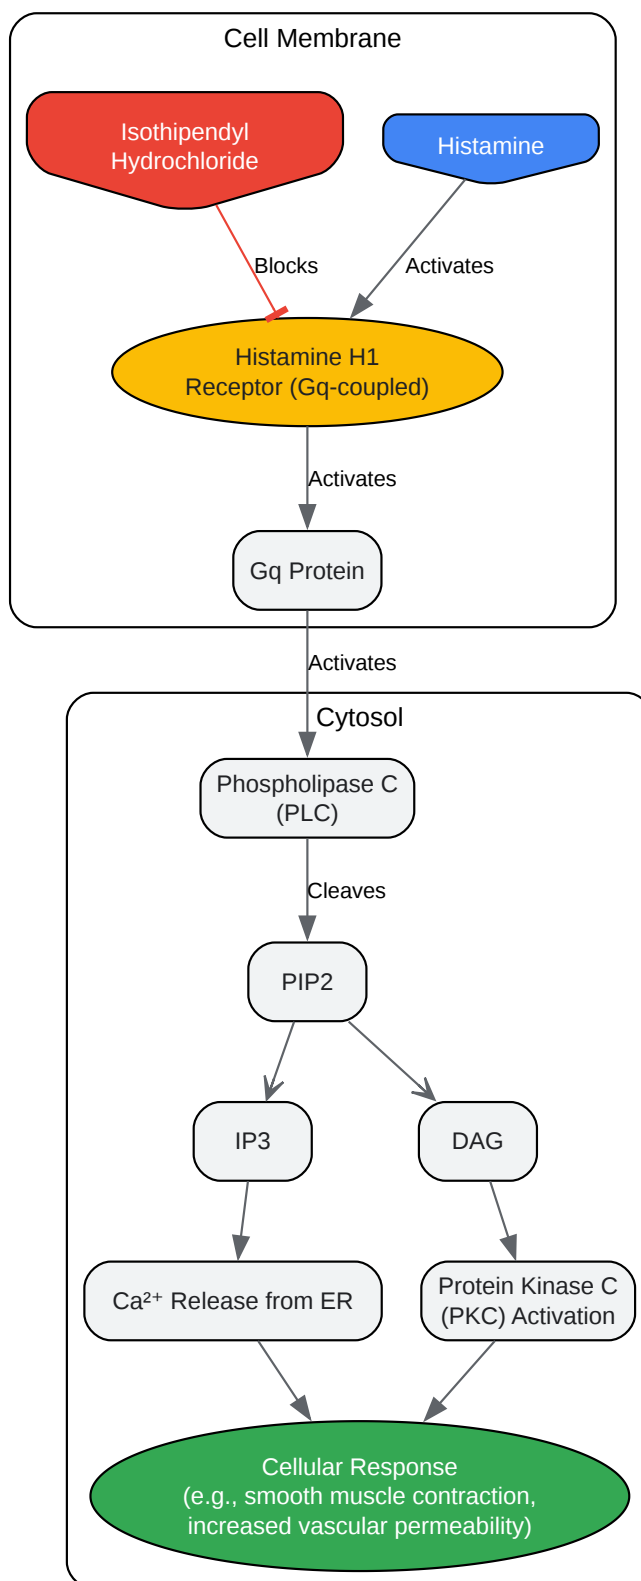 Cell Membrane
Isothipendyl
Hydrochloride
Histamine
Blocks
Activates
Histamine H1
Receptor (Gq-coupled)
Activates
Gq Protein
Activates
Cytosol
Phospholipase C
(PLC)
Cleaves
PIP2
IP3
DAG
Ca²⁺ Release from ER
Protein Kinase C
(PKC) Activation
Cellular Response
(e.g., smooth muscle contraction,
increased vascular permeability)